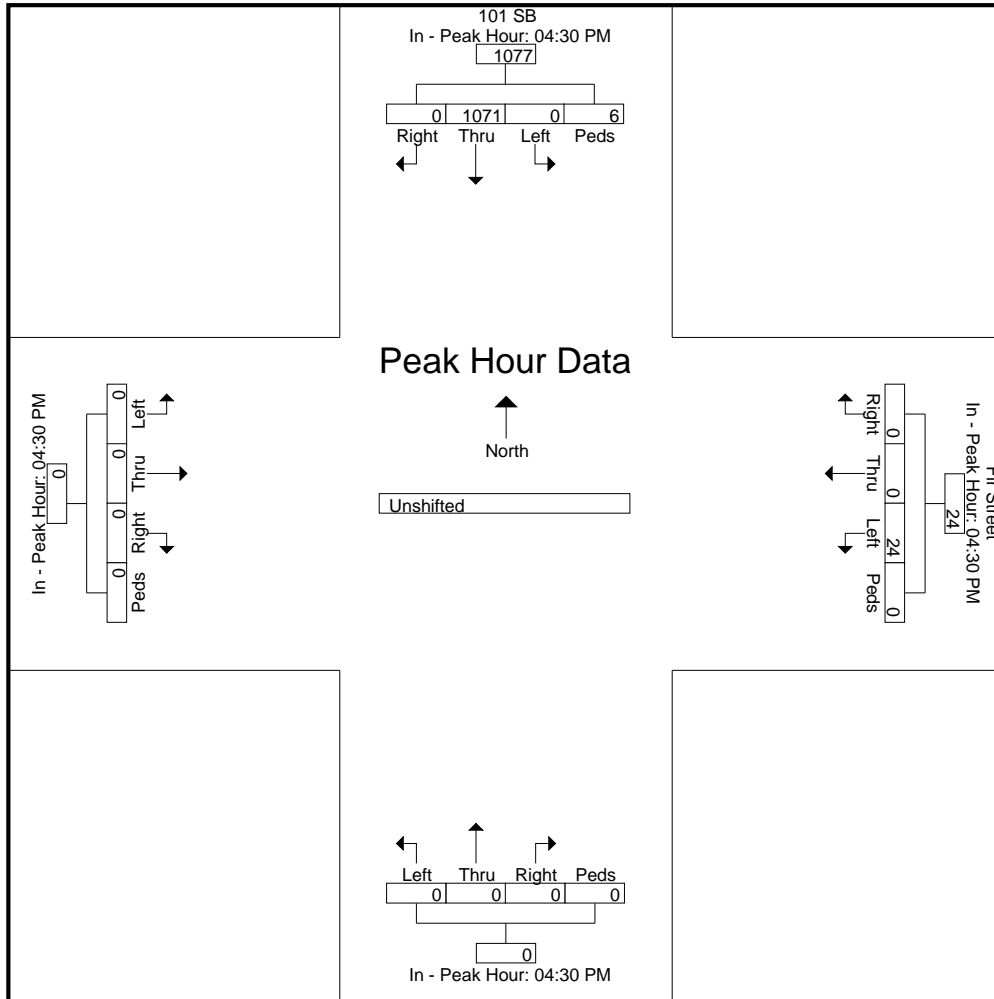 101 SB
In - Peak Hour: 04:30 PM
1077
0 1071 0 6
Right Thru Left Peds
Peak Hour Data
North
Unshifted
In - Peak Hour: 04:30 PM
0
0 0 0 0
Left Thru Right Peds
Street
In - Peak Hour: 04:30 PM
24
0 0 24 0
Right Thru Left Peds
Left Thru Right Peds
0 0 0 0
0
In - Peak Hour: 04:30 PM